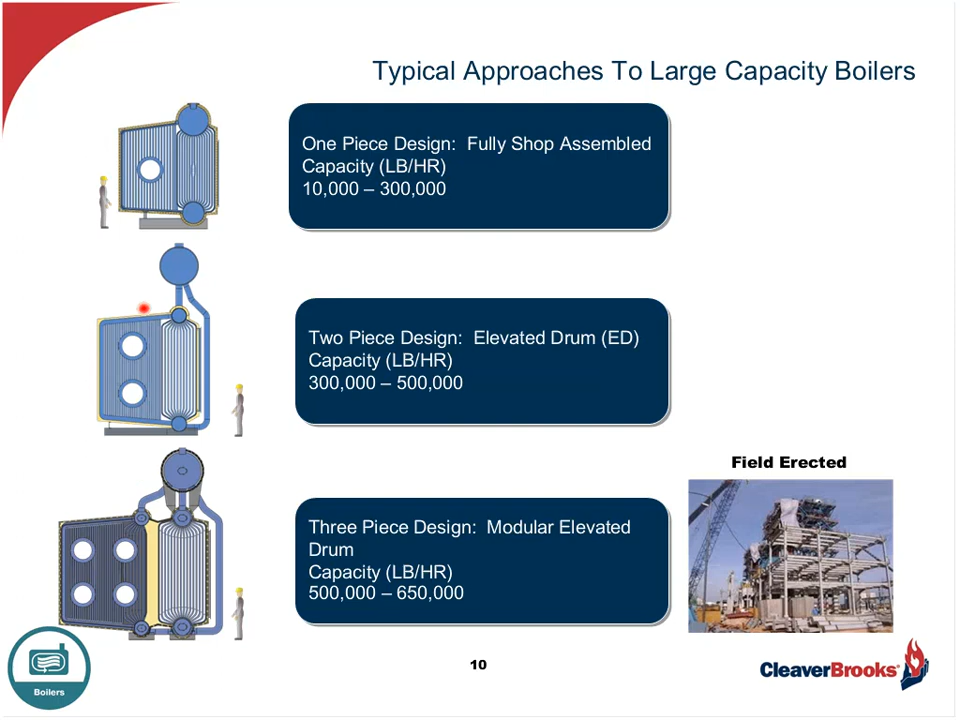 Typical Approaches To Large Capacity Boilers
One Piece Design:  Fully Shop Assembled
Capacity (LB/HR)
10,000 – 300,000
Two Piece Design:  Elevated Drum (ED)
Capacity (LB/HR)
300,000 – 500,000
Three Piece Design:  Modular Elevated
Drum
Capacity (LB/HR)
500,000 – 650,000
Field Erected
Boilers
10
CleaverBrooks®